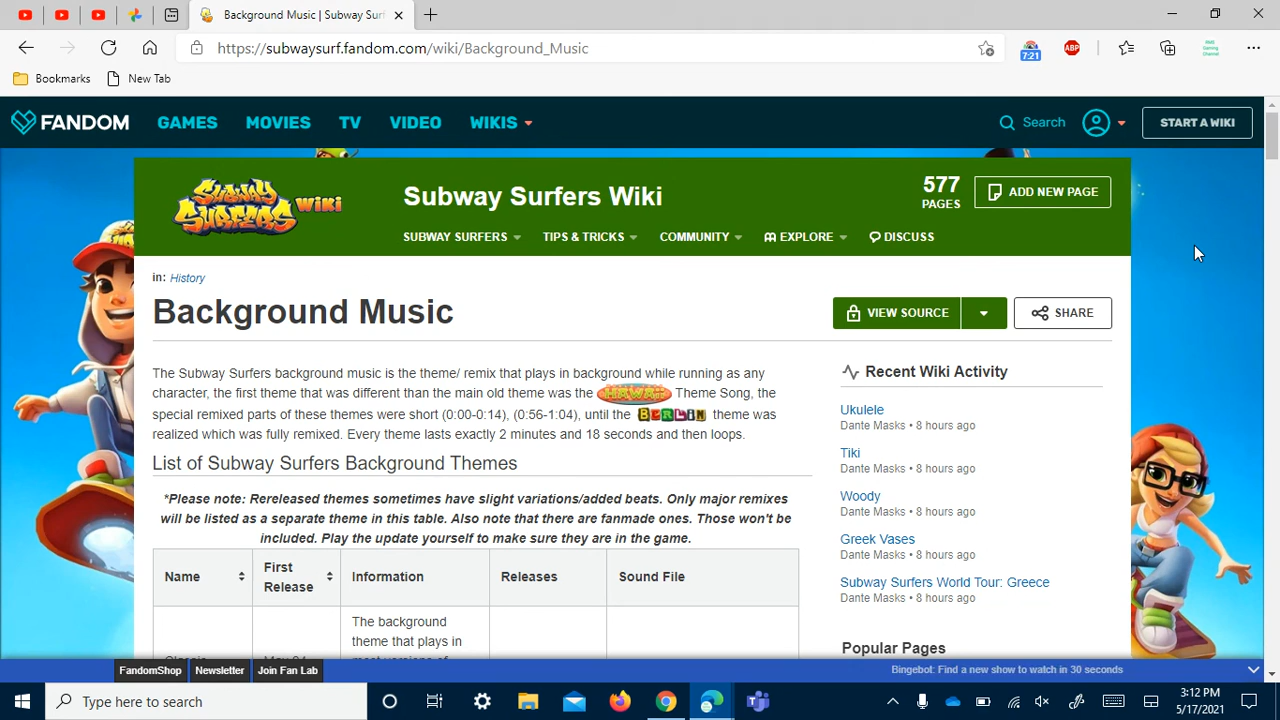 Background Music | Subway Surf
https://subwaysurf.fandom.com/wiki/Background_Music
7:21
ABP
Bookmarks
New Tab
FANDOM
GAMES
MOVIES
TV
VIDEO
WIKIS
Search
START A WIKI
SUBWAY SURFERS WIKI
Subway Surfers Wiki
577
PAGES
ADD NEW PAGE
SUBWAY SURFERS
TIPS & TRICKS
COMMUNITY
EXPLORE
DISCUSS
in: History
Background Music
VIEW SOURCE
SHARE
The Subway Surfers background music is the theme/ remix that plays in background while running as any
character, the first theme that was different than the main old theme was the HAWAII Theme Song, the
special remixed parts of these themes were short (0:00-0:14), (0:56-1:04), until the BERLIN theme was
realized which was fully remixed. Every theme lasts exactly 2 minutes and 18 seconds and then loops.
List of Subway Surfers Background Themes
*Please note: Rereleased themes sometimes have slight variations/added beats. Only major remixes
will be listed as a separate theme in this table. Also note that there are fanmade ones. Those won't be
included. Play the update yourself to make sure they are in the game.
Name
First
Release
Information
Releases
Sound File
The background
theme that plays in
Recent Wiki Activity
Ukulele
Dante Masks • 8 hours ago
Tiki
Dante Masks • 8 hours ago
Woody
Dante Masks • 8 hours ago
Greek Vases
Dante Masks • 8 hours ago
Subway Surfers World Tour: Greece
Dante Masks • 8 hours ago
Popular Pages
FandomShop
Newsletter
Join Fan Lab
Bingebot: Find a new show to watch in 30 seconds
Type here to search
3:12 PM
5/17/2021